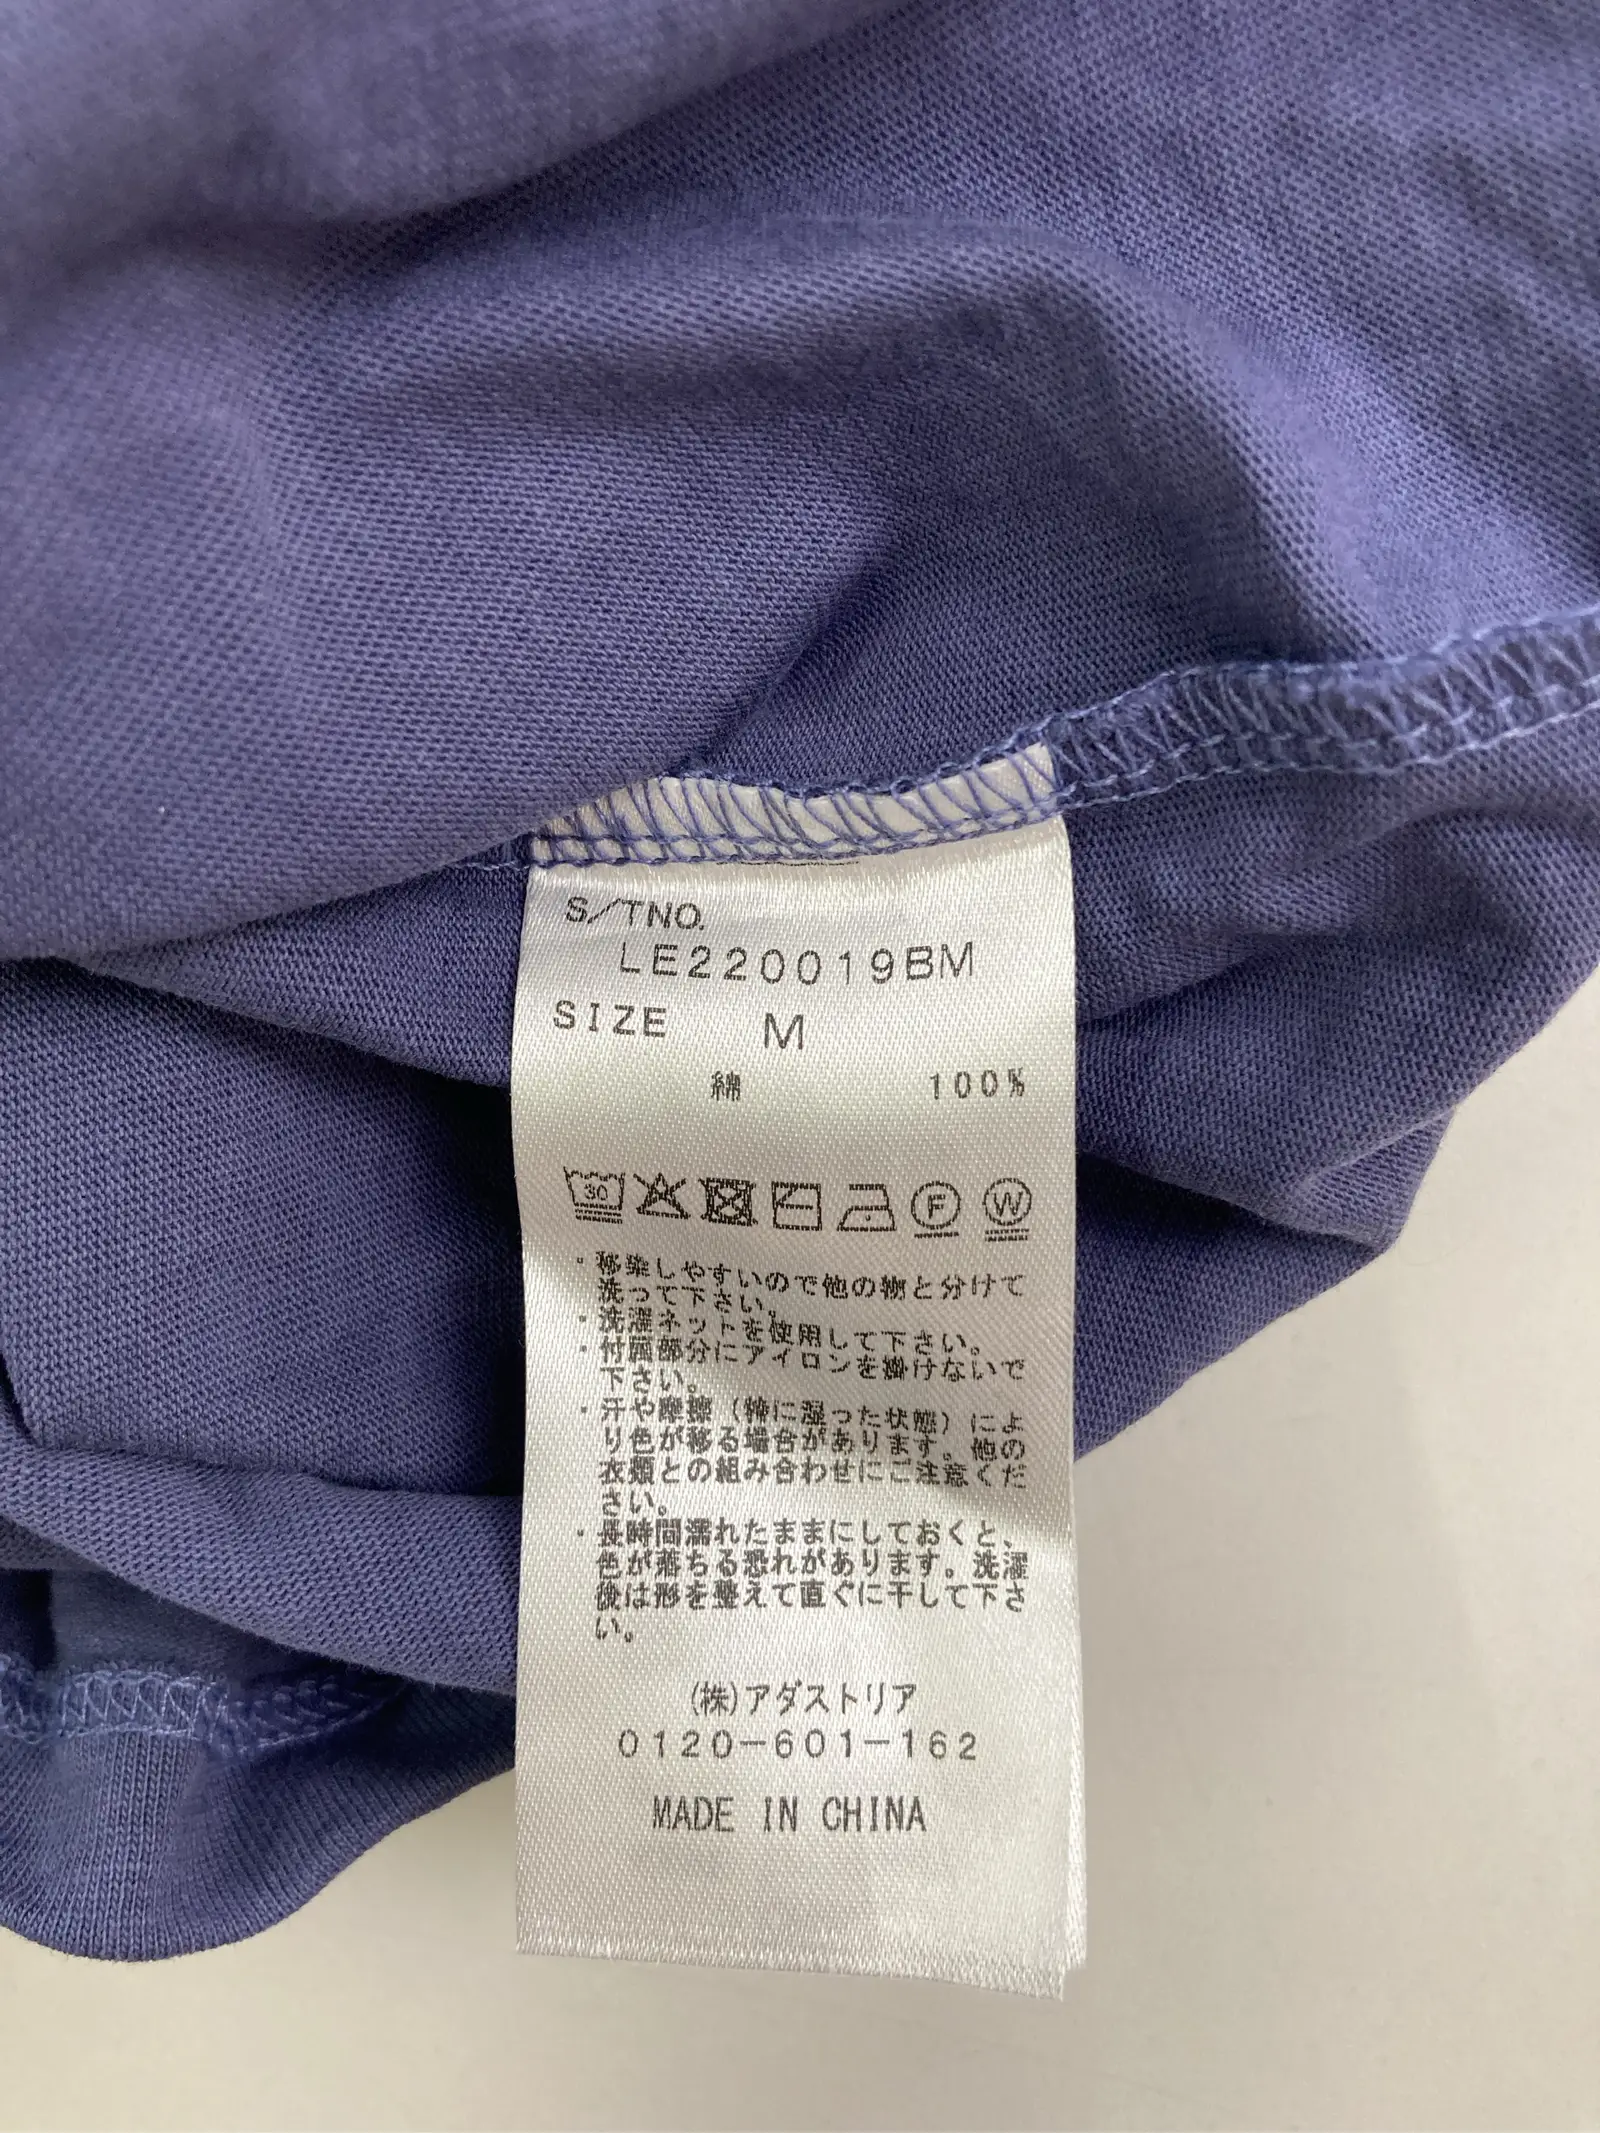 S/TNO.
LE220019BM
SIZE M
綿 100%
30
F W
・移染しやすいので他の物と分けて
洗って下さい。
・洗濯ネットを使用して下さい。
・付属部分にアイロンを掛けないで
下さい。
・汗や摩擦(特に湿った状態)によ
り色が移る場合があります。他の
衣類との組み合わせにご注意くだ
さい。
・長時間濡れたままにしておくと、
色が落ちる恐れがあります。洗濯
後は形を整えて直ぐに干して下さ
い。
(株)アダストリア
0120-601-162
MADE IN CHINA